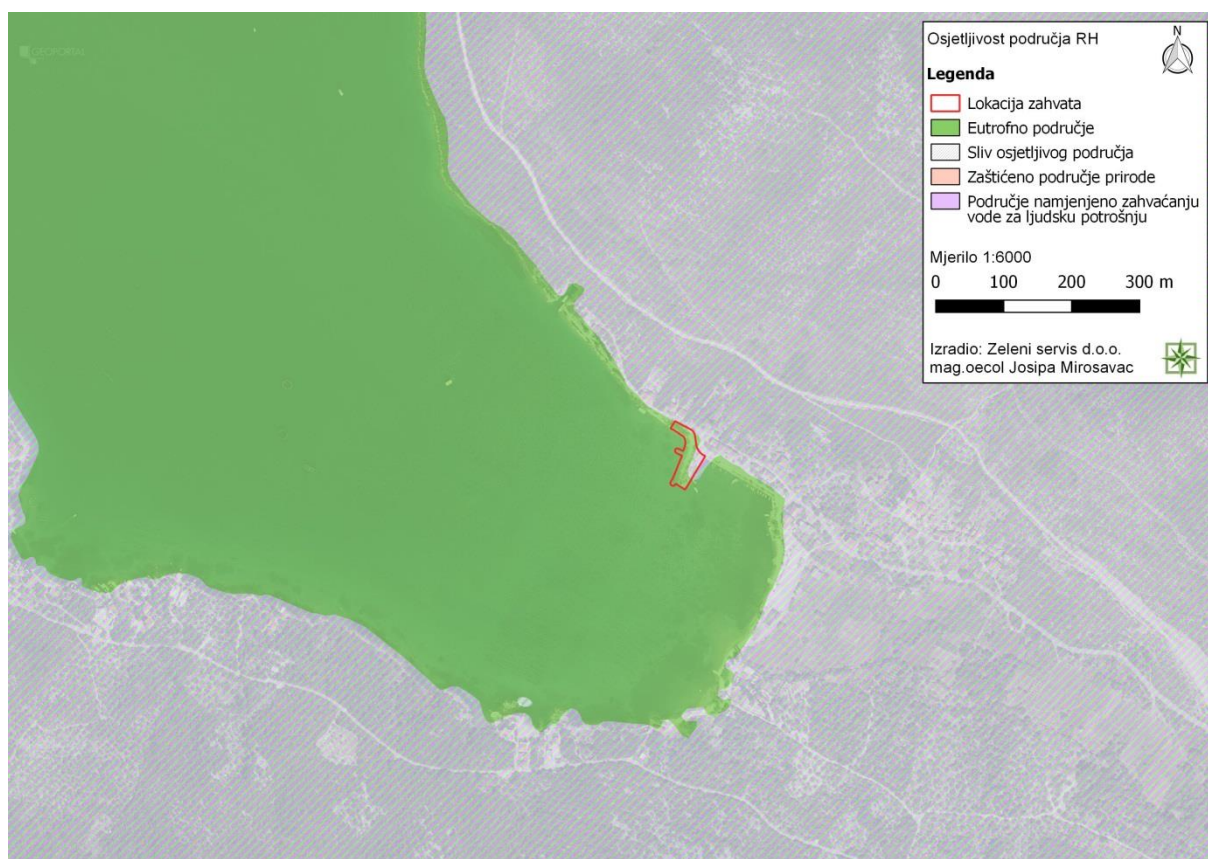 GEOPORTAL
Osjetljivost područja RH
N
Legenda
Lokacija zahvata
Eutrofno područje
Sliv osjetljivog područja
Zaštićeno područje prirode
Područje namjenjeno zahvaćanju
vode za ljudsku potrošnju
Mjerilo 1:6000
0 100 200 300 m
Izradio: Zeleni servis d.o.o.
mag.oecol Josipa Mirosavac